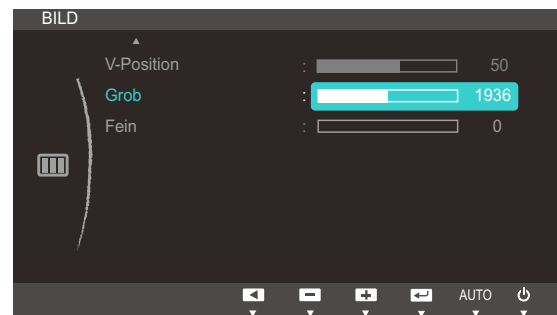 BILD
V-Position : 50
Grob : 1936
Fein : 0
AUTO